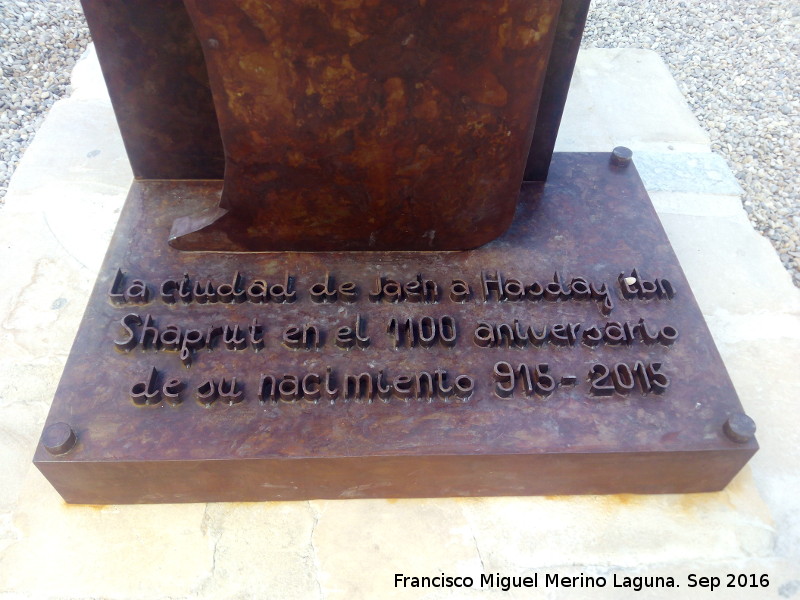 La ciudad de Jaén a Hasday Ibn
Shaprut en el 1100 aniversario
de su nacimiento 915-2015
Francisco Miguel Merino Laguna. Sep 2016